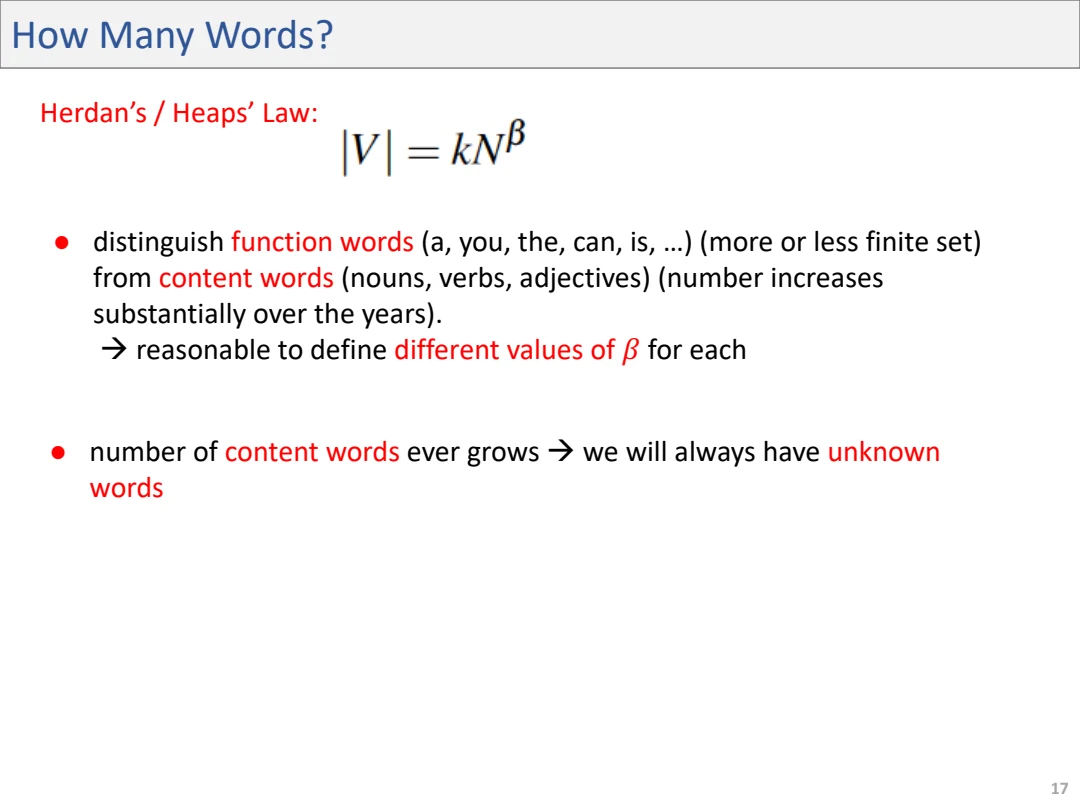 How Many Words?
Herdan’s / Heaps’ Law:
|V| = kN^β
● distinguish function words (a, you, the, can, is, …) (more or less finite set)
from content words (nouns, verbs, adjectives) (number increases
substantially over the years).
→ reasonable to define different values of β for each
● number of content words ever grows → we will always have unknown
words
17